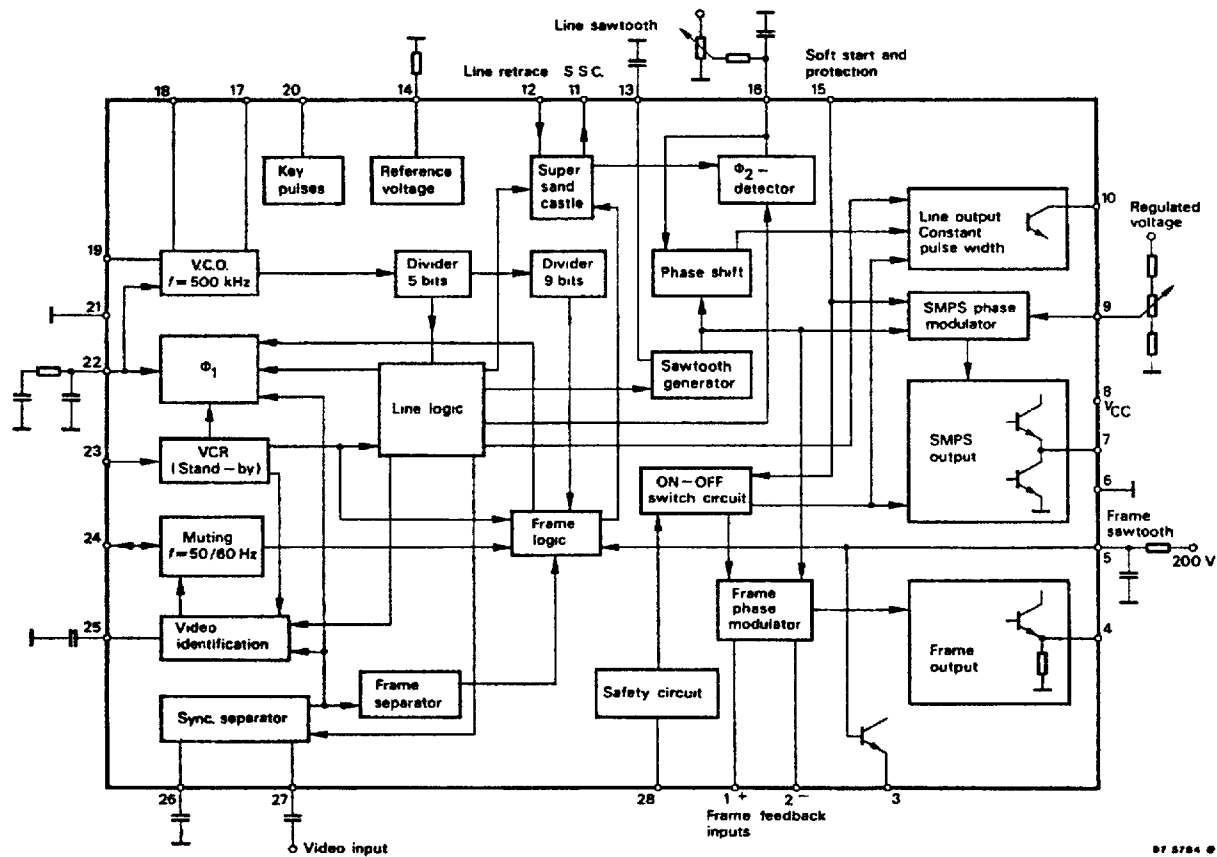 Line sawtooth
Soft start and
protection
Line retrace
S S C.
18
17
20
14
12
11
13
16
15
Key
pulses
Reference
voltage
Super
sand
castle
Φ2 –
detector
Line output
Constant
pulse width
10
Regulated
voltage
19
V.C.O.
f = 500 kHz
Divider
5 bits
Divider
9 bits
Phase shift
21
SMPS phase
modulator
9
22
Φ1
Line logic
Sawtooth
generator
8
VCC
SMPS
output
7
23
VCR
(Stand – by)
ON – OFF
switch circuit
6
Frame
sawtooth
24
Muting
f = 50/60 Hz
Frame
logic
5
200 V
25
Video
identification
Frame
phase
modulator
Frame
output
4
Sync. separator
Frame
separator
Safety circuit
26
27
28
1 +
2 –
3
Frame feedback
inputs
Video input